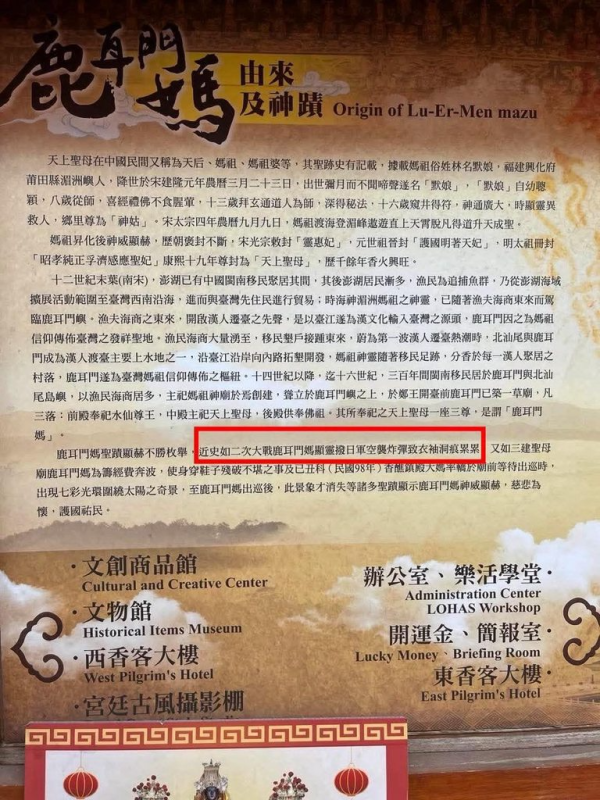 鹿耳門媽
由來
及神蹟 Origin of Lu-Er-Men mazu
天上聖母在中國民間又稱為天后、媽祖、媽祖婆等，其聖跡史有記載，據載媽祖俗姓林名默娘，福建興化府
莆田縣湄洲嶼人，降世於宋建隆元年農曆三月二十三日，出世彌月而不聞啼聲遂名「默娘」，「默娘」自幼聰
穎，八歲從師，喜經禮佛不食腥葷，十三歲拜玄通道人為師，深得秘法，十六歲窺井得符，神通廣大，時顯靈異
救人，鄉里尊為「神姑」。宋太宗四年農曆九月九日，媽祖渡海登湄峰遨遊直上天霄脫凡得道升天成聖。
媽祖昇化後神威顯赫，歷朝褒封不斷，宋光宗敕封「靈惠妃」，元世祖晉封「護國明著天妃」，明太祖冊封
「昭孝純正孚濟感應聖妃」康熙十九年尊封為「天上聖母」，歷千餘年香火興旺。
十二世紀末葉(南宋)，澎湖已有中國閩南移民聚居其間，其後澎湖居民漸多，漁民為追捕魚群，乃從澎湖海域
擴展活動範圍至臺灣西南沿海，進而與臺灣先住民進行貿易；時海神湄洲媽祖之神靈，已隨著漁夫海商東來而駕
臨鹿耳門嶼。漁夫海商之東來，開啟漢人遷臺之先聲，是以臺江遂為漢文化輸入臺灣之源頭，鹿耳門因之為媽祖
信仰傳佈臺灣之發祥聖地。漁民海商大量湧至，移民墾戶接踵東來，蔚為第一波漢人遷臺熱潮時，北汕尾與鹿耳
門成為漢人渡臺主要上水地之一，沿臺江沿岸向內路拓墾開發，媽祖神靈隨著移民足跡，分香於每一漢人聚居之
村落，鹿耳門遂為臺灣媽祖信仰傳佈之樞紐。十四世紀以降，迄十六世紀，三百年間閩南移民居於鹿耳門與北汕
尾島嶼，以漁民海商居多，主祀媽祖神廟於焉創建，聳立於鹿耳門嶼之上，於鄭王開臺前鹿耳門已築一草廟，凡
三落：前殿奉祀水仙尊王，中殿主祀天上聖母，後殿供奉佛祖。其所奉祀之天上聖母一座三尊，是謂「鹿耳門
媽」。
鹿耳門媽聖蹟顯赫不勝枚舉，近史如二次大戰鹿耳門媽顯靈撥日軍空襲炸彈致衣袖洞痕累累，又如三建聖母
廟鹿耳門媽為籌經費奔波，使身穿鞋子殘破不堪之事及己丑科（民國98年）香醮鎮殿大媽半轎於廟前等待出巡時，
出現七彩光環圍繞太陽之奇景，至鹿耳門媽出巡後，此景象才消失等諸多聖蹟顯示鹿耳門媽神威顯赫，慈悲為
懷，護國祐民。
·文創商品館
Cultural and Creative Center
·文物館
Historical Items Museum
·西香客大樓
West Pilgrim's Hotel
·宮廷古風攝影棚
辦公室、樂活學堂·
Administration Center
LOHAS Workshop
開運金、簡報室·
Lucky Money、Briefing Room
東香客大樓·
East Pilgrim's Hotel